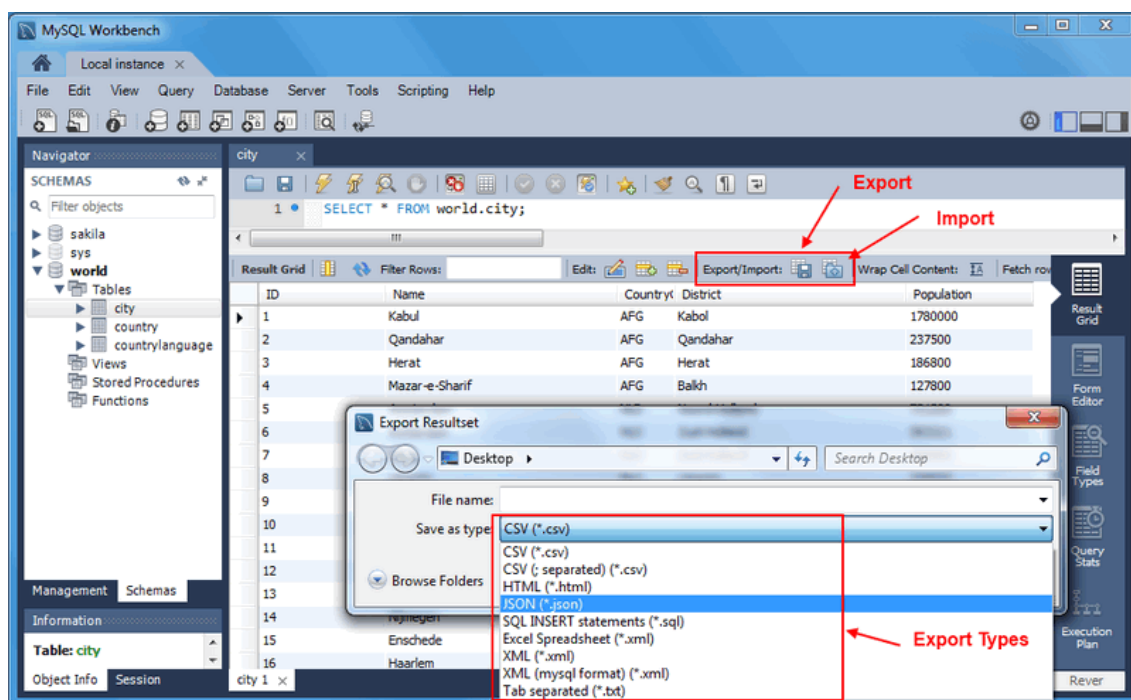 MySQL Workbench
Local instance
File Edit View Query Database Server Tools Scripting Help
Navigator
city
SCHEMAS
Filter objects
Export
1 SELECT * FROM world.city;
Import
sakila
sys
world
Tables
city
country
countrylanguage
Views
Stored Procedures
Functions
Result Grid Filter Rows: Edit: Export/Import: Wrap Cell Content: Fetch row
ID Name Country District Population
1 Kabul AFG Kabol 1780000
2 Qandahar AFG Qandahar 237500
3 Herat AFG Herat 186800
4 Mazar-e-Sharif AFG Balkh 127800
5
6
7
8
9
10
11
12
13
14 Nijmegen
15 Enschede
16 Haarlem
Result
Grid
Form
Editor
Field
Types
Query
Stats
Execution
Plan
Export Resultset
Desktop
Search Desktop
File name:
Save as type: CSV (*.csv)
CSV (*.csv)
CSV (; separated) (*.csv)
HTML (*.html)
JSON (*.json)
SQL INSERT statements (*.sql)
Excel Spreadsheet (*.xml)
XML (*.xml)
XML (mysql format) (*.xml)
Tab separated (*.txt)
Browse Folders
Export Types
Management Schemas
Information
Table: city
Object Info Session
city 1
Rever